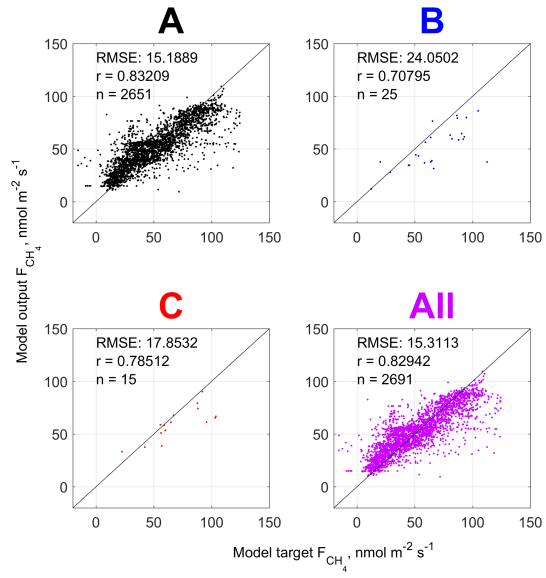 A
B
150
100
50
0
RMSE: 15.1889
r = 0.83209
n = 2651
0
50
100
150
150
100
50
0
RMSE: 24.0502
r = 0.70795
n = 25
0
50
100
150
C
All
150
100
50
0
RMSE: 17.8532
r = 0.78512
n = 15
0
50
100
150
150
100
50
0
RMSE: 15.3113
r = 0.82942
n = 2691
0
50
100
150
Model output F_CH_4, nmol m^-2 s^-1
Model target F_CH_4, nmol m^-2 s^-1